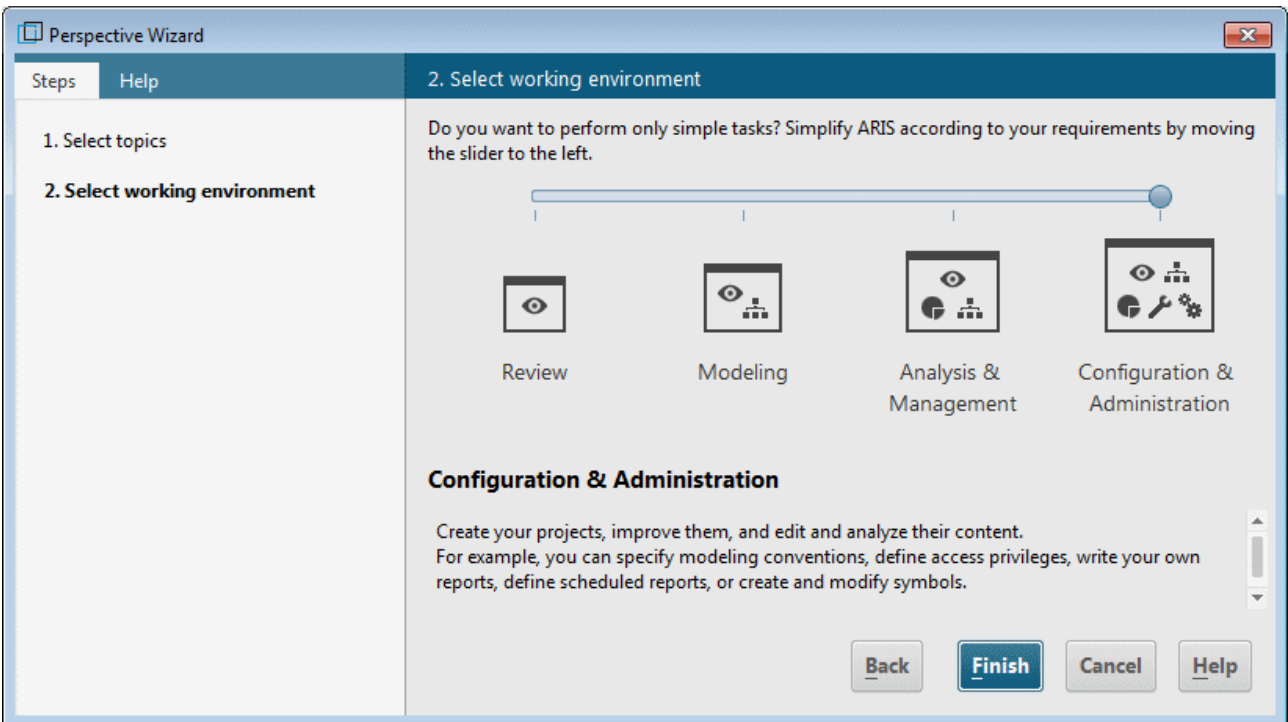 Perspective Wizard
Steps
Help
1. Select topics
2. Select working environment
2. Select working environment
Do you want to perform only simple tasks? Simplify ARIS according to your requirements by moving
the slider to the left.
Review
Modeling
Analysis &
Management
Configuration &
Administration
Configuration & Administration
Create your projects, improve them, and edit and analyze their content.
For example, you can specify modeling conventions, define access privileges, write your own
reports, define scheduled reports, or create and modify symbols.
Back
Finish
Cancel
Help